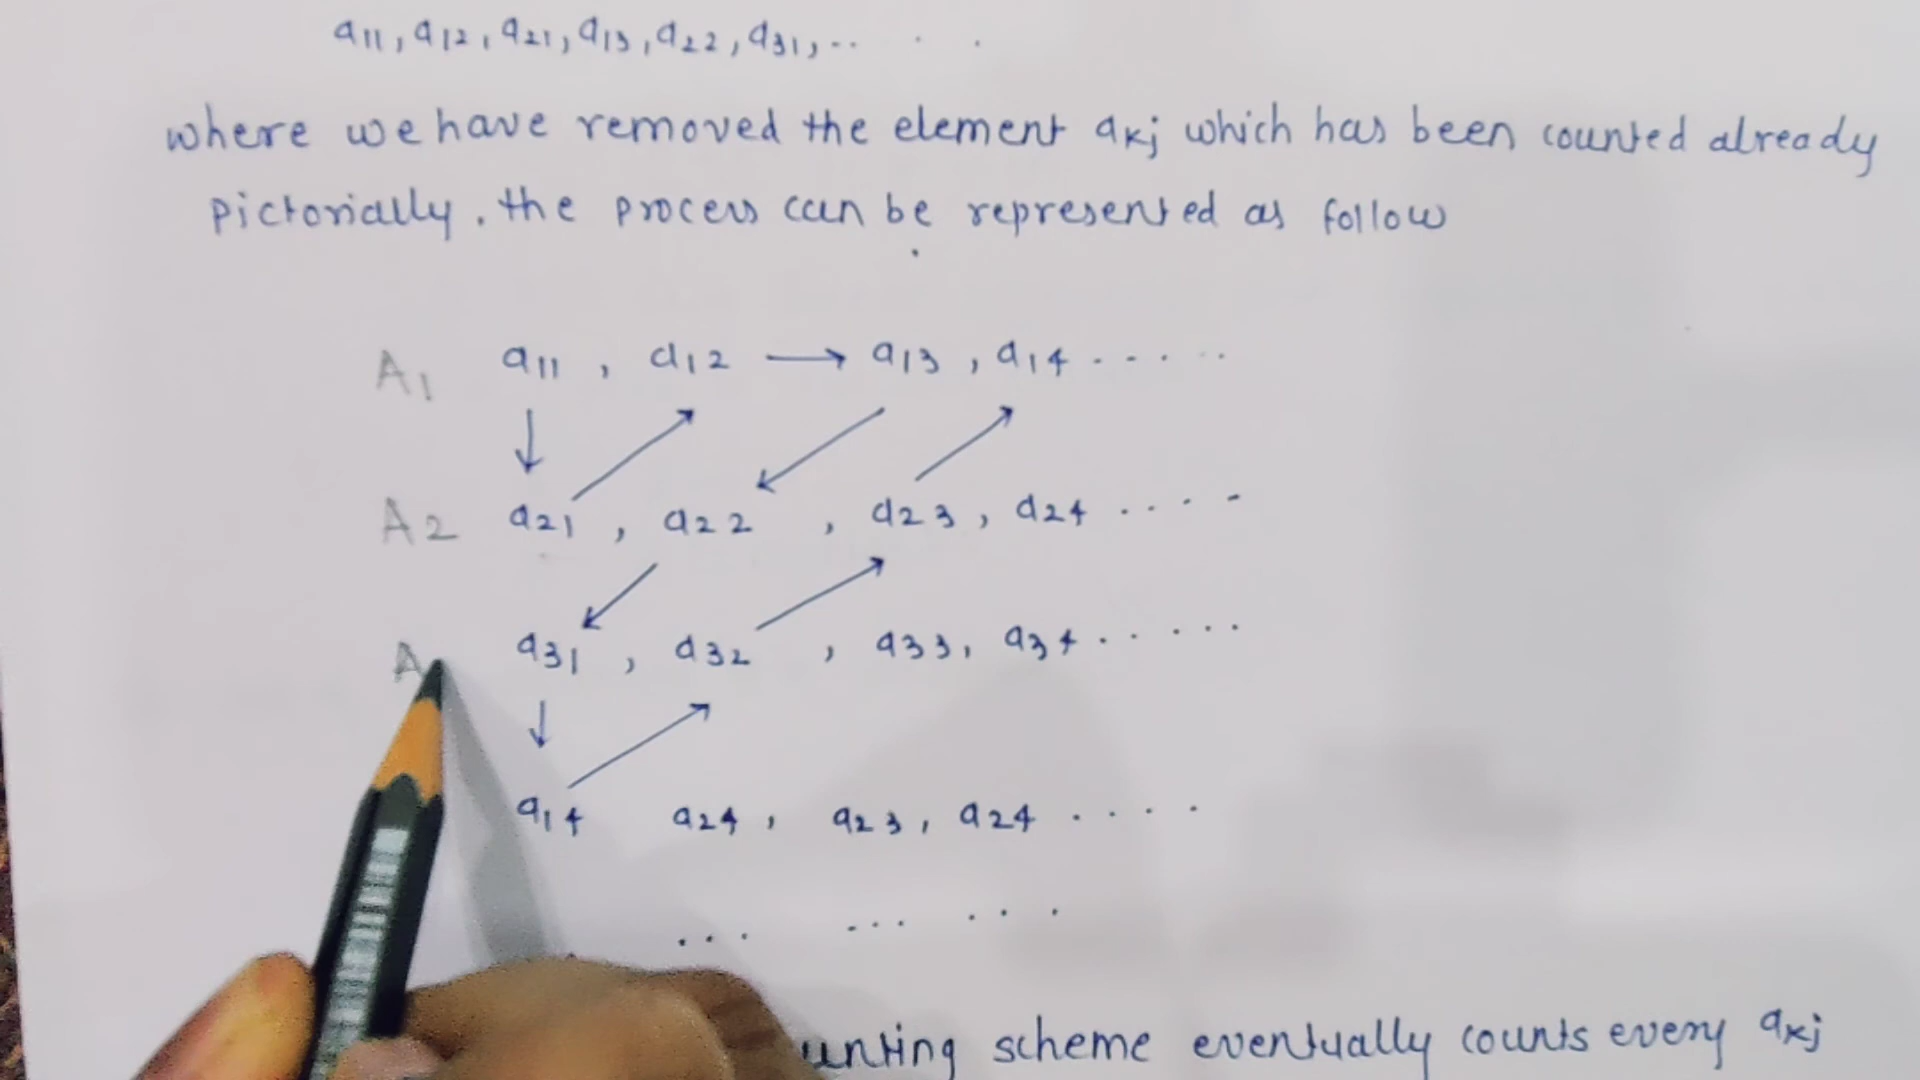 a11, a12, a21, a13, a22, a31, ..
where we have removed the element akj which has been counted already
pictorially. the process can be represented as follow
A1 a11 , a12 → a13 , a14 . . . . .
A2 a21 , a22 , a23 , a24 . . . .
A a31 , a32 , a33, a34 . . . . .
a14 a24 , a23 , a24 . . . .
... ... ...
unting scheme eventually counts every akj